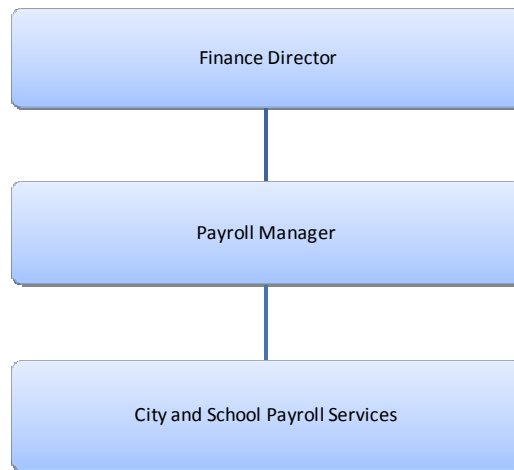 Finance Director
Payroll Manager
City and School Payroll Services